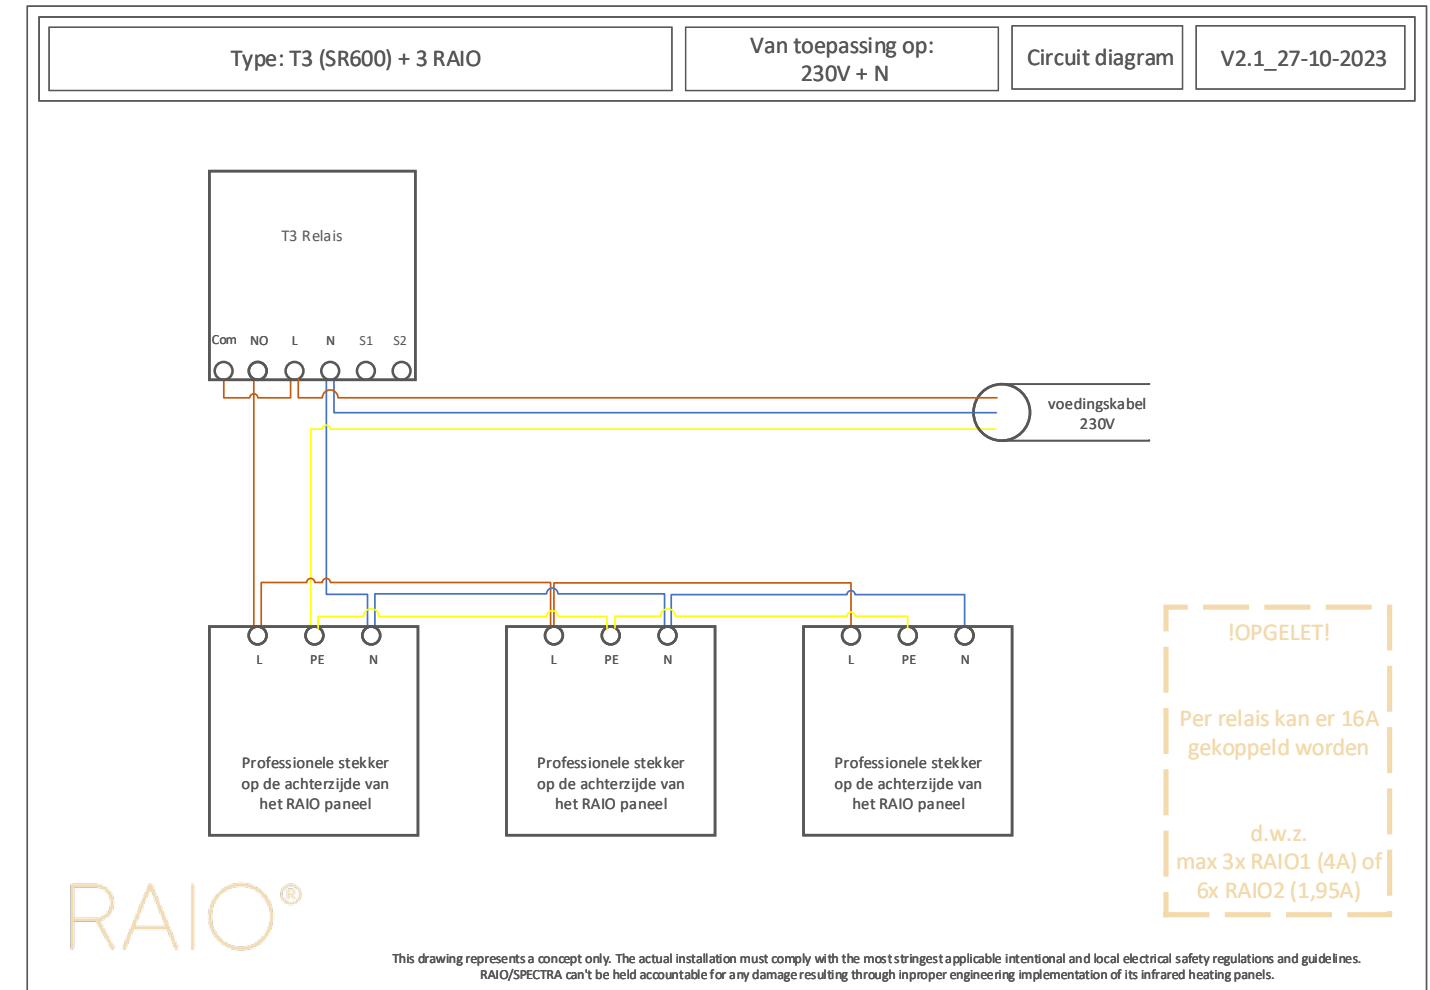 Type: T3 (SR600) + 3 RAIO
Van toepassing op:
230V + N
Circuit diagram
V2.1_27-10-2023
T3 Relais
Com NO L N S1 S2
voedingskabel
230V
L PE N
L PE N
L PE N
Professionele stekker
op de achterzijde van
het RAIO paneel
Professionele stekker
op de achterzijde van
het RAIO paneel
Professionele stekker
op de achterzijde van
het RAIO paneel
!OPGELET!
Per relais kan er 16A
gekoppeld worden
d.w.z.
max 3x RAIO1 (4A) of
6x RAIO2 (1,95A)
RAIO®
This drawing represents a concept only. The actual installation must comply with the most stringest applicable intentional and local electrical safety regulations and guidelines.
RAIO/SPECTRA can't be held accountable for any damage resulting through inproper engineering implementation of its infrared heating panels.